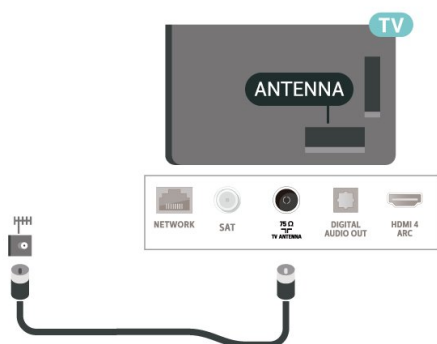 TV
ANTENNA
NETWORK
SAT
75 Ω
TV ANTENNA
DIGITAL
AUDIO OUT
HDMI 4
ARC